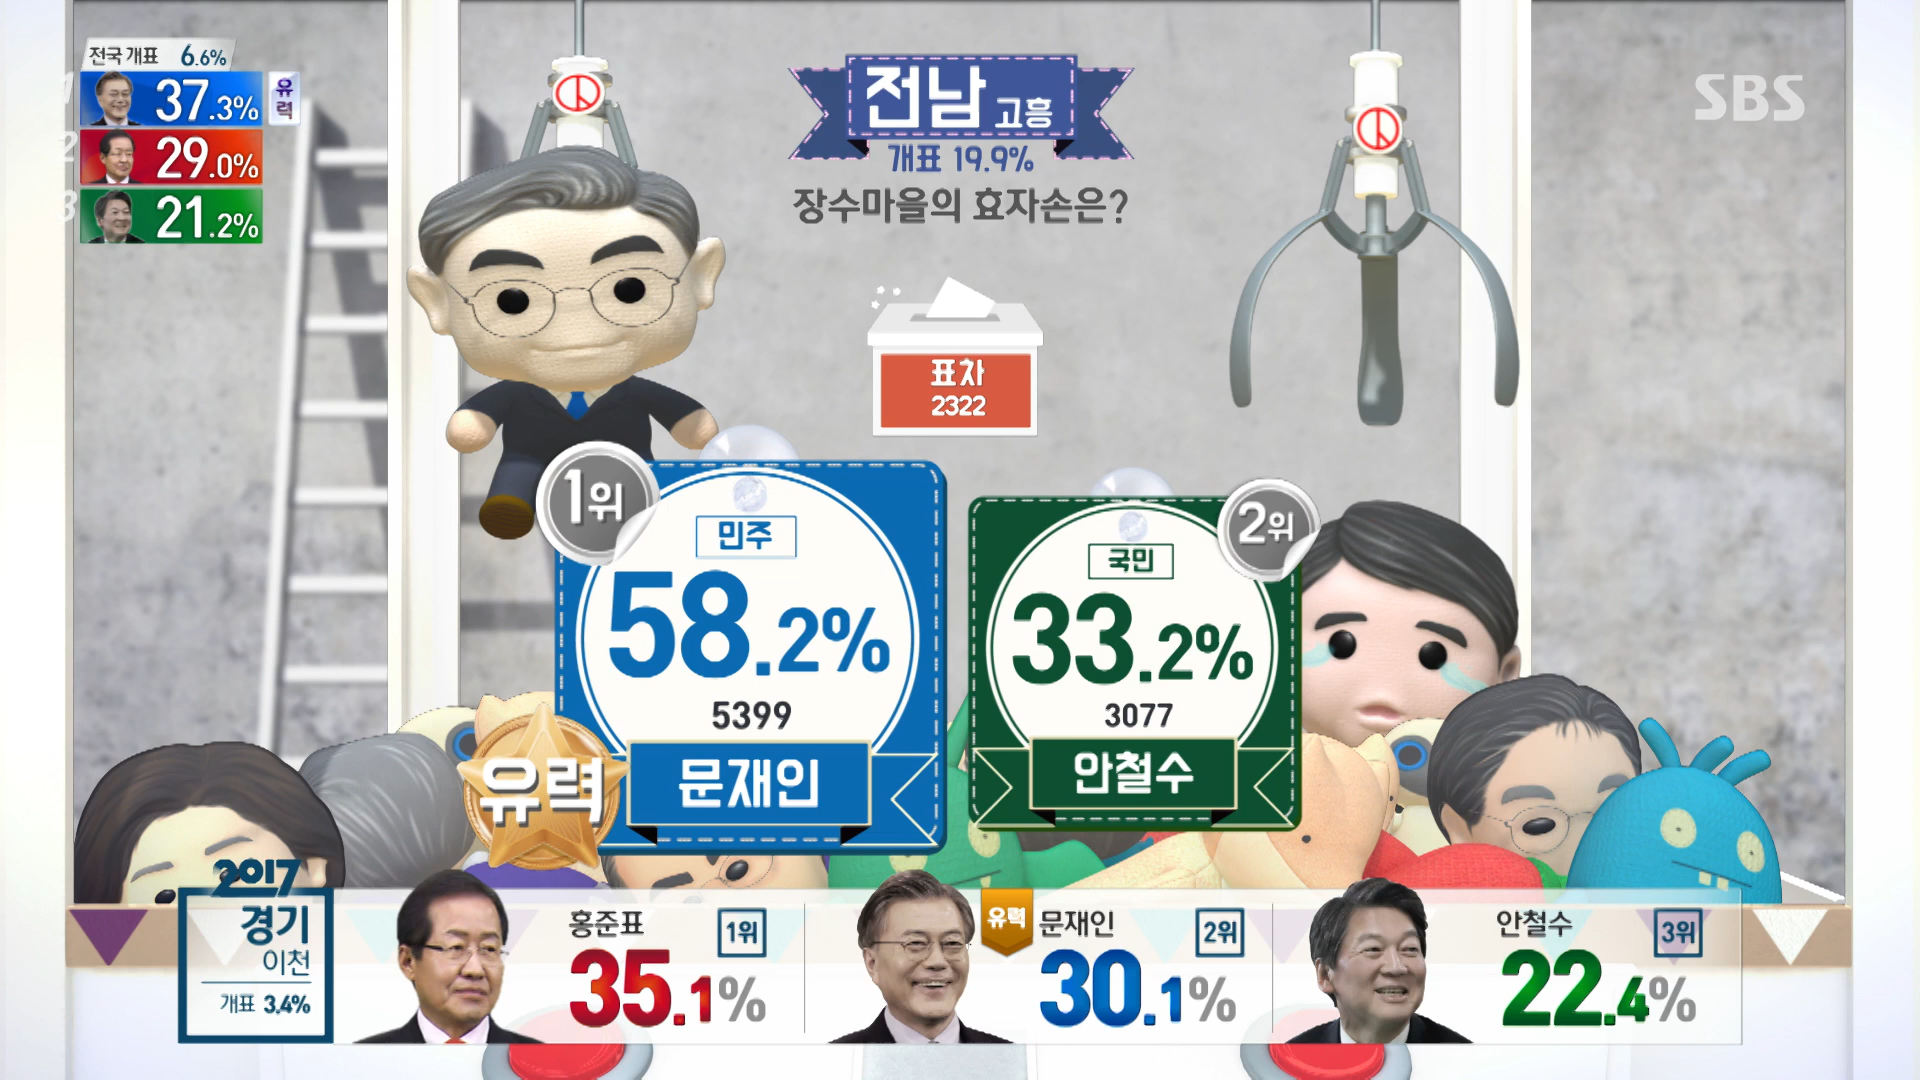 전국 개표 6.6%
1 37.3% 유력
2 29.0%
3 21.2%
SBS
전남 고흥
개표 19.9%
장수마을의 효자손은?
표차
2322
1위
민주
58.2%
5399
유력
문재인
2위
국민
33.2%
3077
안철수
2017
경기
이천
개표 3.4%
홍준표 1위
35.1%
유력 문재인 2위
30.1%
안철수 3위
22.4%